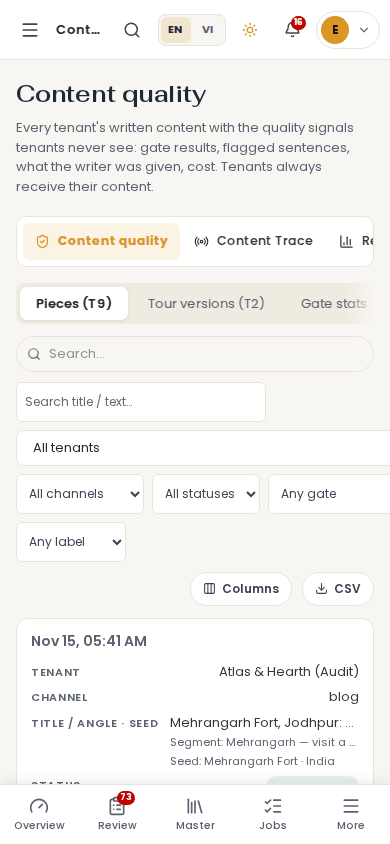 Cont...
EN
VI
16
E
Content quality
Every tenant's written content with the quality signals
tenants never see: gate results, flagged sentences,
what the writer was given, cost. Tenants always
receive their content.
Content quality
Content Trace
Pieces (T9)
Tour versions (T2)
Gate stats
Search...
Search title / text...
All tenants
All channels
All statuses
Any gate
Any label
Columns
CSV
Nov 15, 05:41 AM
TENANT
Atlas & Hearth (Audit)
CHANNEL
blog
TITLE / ANGLE · SEED
Mehrangarh Fort, Jodhpur: ...
Segment: Mehrangarh — visit a ...
Seed: Mehrangarh Fort · India
73
Overview
Review
Master
Jobs
More